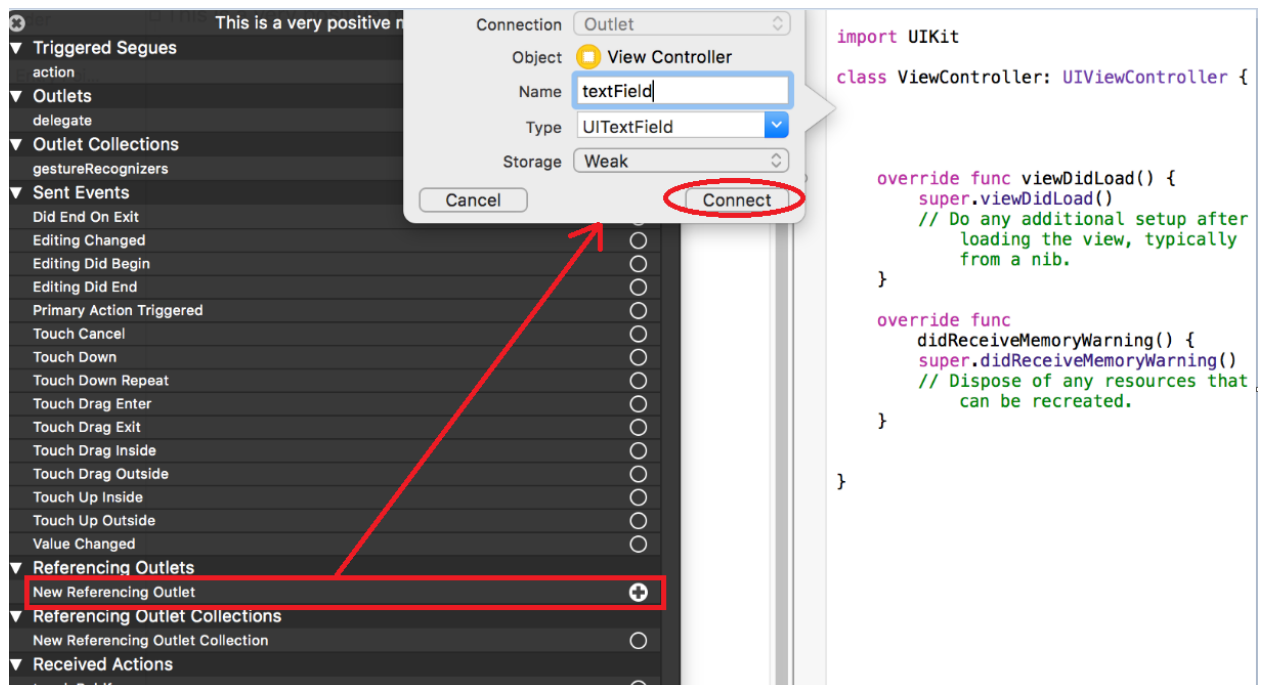 This is a very positive
Triggered Segues
action
Outlets
delegate
Outlet Collections
gestureRecognizers
Sent Events
Did End On Exit
Editing Changed
Editing Did Begin
Editing Did End
Primary Action Triggered
Touch Cancel
Touch Down
Touch Down Repeat
Touch Drag Enter
Touch Drag Exit
Touch Drag Inside
Touch Drag Outside
Touch Up Inside
Touch Up Outside
Value Changed
Referencing Outlets
New Referencing Outlet
Referencing Outlet Collections
New Referencing Outlet Collection
Received Actions
Connection Outlet
Object View Controller
Name textField
Type UITextField
Storage Weak
Cancel Connect
import UIKit
class ViewController: UIViewController {
override func viewDidLoad() {
super.viewDidLoad()
// Do any additional setup after
loading the view, typically
from a nib.
}
override func
didReceiveMemoryWarning() {
super.didReceiveMemoryWarning()
// Dispose of any resources that
can be recreated.
}
}